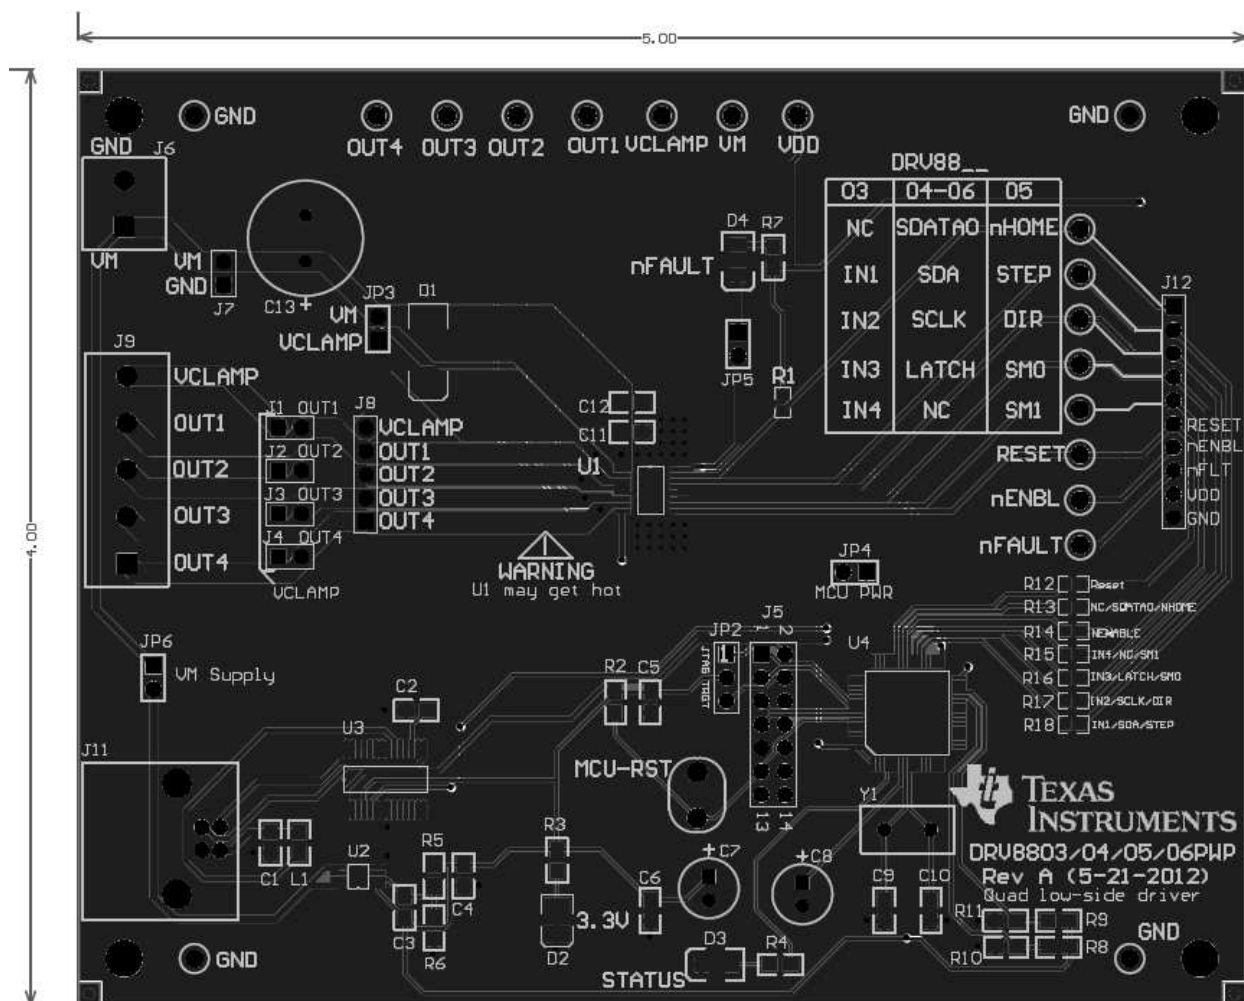 5.00
4.00
GND
GND
GND
J6
VM
OUT4 OUT3 OUT2 OUT1 VCLAMP VM VDD
DRV88__
03 04-06 05
NC SDATAO nHOME
IN1 SDA STEP
IN2 SCLK DIR
IN3 LATCH SM0
IN4 NC SM1
RESET
nENBL
nFAULT
J12
RESET
nENBL
nFLT
VDD
GND
VM
GND
J7
C13
+
JP3
VM
VCLAMP
D1
D4
R7
nFAULT
JP5
R1
J9
VCLAMP
OUT1
OUT2
OUT3
OUT4
J1 OUT1
J2 OUT2
J3 OUT3
J4 OUT4
VCLAMP
J8
VCLAMP
OUT1
OUT2
OUT3
OUT4
C12
C11
U1
WARNING
U1 may get hot
JP4
MCU PWR
R12 Reset
R13 NC/SDATAO/NHOME
R14 NENABLE
R15 IN4/NC/SM1
R16 IN3/LATCH/SM0
R17 IN2/SCLK/DIR
R18 IN1/SDA/STEP
JP6
VM Supply
JP2
JTAG TRGT
1
J5
1 2
13 14
U4
R2 C5
C2
U3
J11
MCU-RST
Y1
TEXAS
INSTRUMENTS
DRV8803/04/05/06PWP
Rev A (5-21-2012)
Quad low-side driver
C1 L1
U2
R5
C4
C3
R6
R3
D2
3.3V
C6
+
C7
+
C8
C9
C10
R11 R9
R10 R8
D3
R4
STATUS
GND
GND